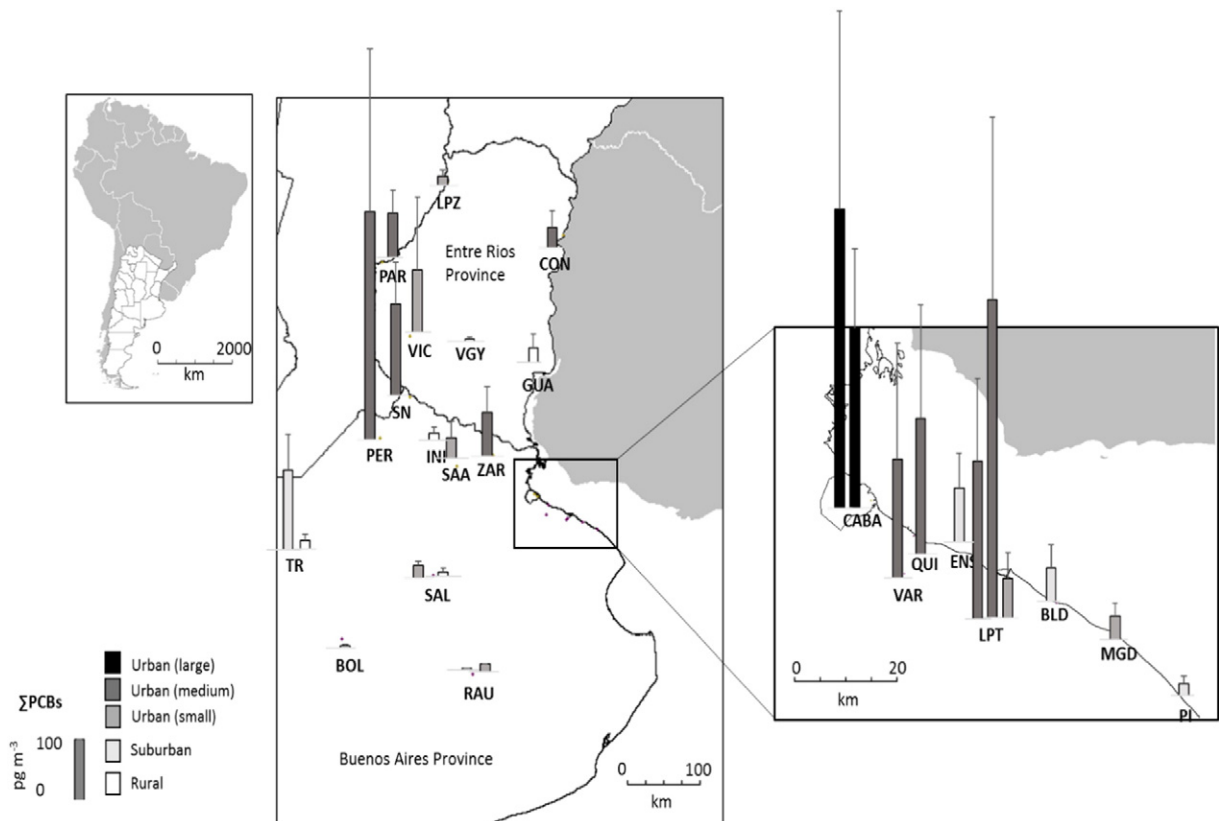 0 2000
km
LPZ
Entre Rios
Province
PAR
CON
VIC
VGY
GUA
SN
PER
INI
SAA
ZAR
TR
SAL
BOL
RAU
Buenos Aires Province
0 100
km
CABA
QUI
ENS
VAR
LPT
BLD
MGD
PI
0 20
km
∑PCBs
100
0
pg m⁻³
Urban (large)
Urban (medium)
Urban (small)
Suburban
Rural